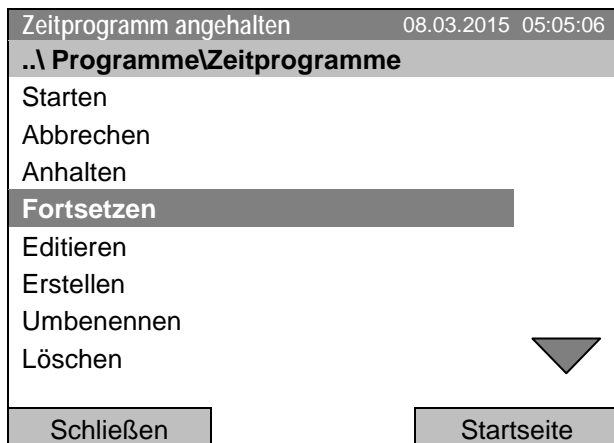 Zeitprogramm angehalten 08.03.2015 05:05:06
..\ Programme\Zeitprogramme
Starten
Abbrechen
Anhalten
Fortsetzen
Editieren
Erstellen
Umbenennen
Löschen
Schließen Startseite